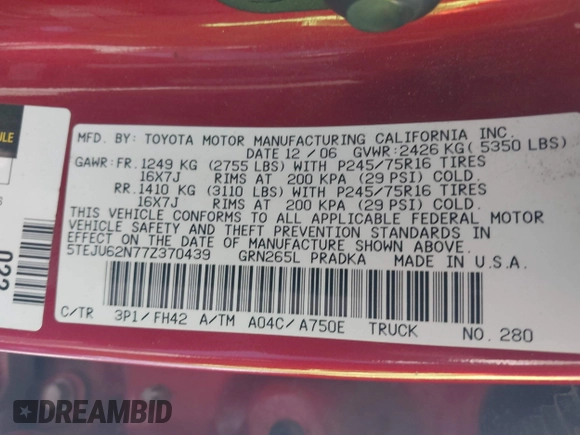 MFD. BY: TOYOTA MOTOR MANUFACTURING CALIFORNIA INC.
DATE 12/06 GVWR: 2426 KG( 5350 LBS)
GAWR: FR. 1249 KG (2755 LBS) WITH P245/75R16 TIRES
16X7J RIMS AT 200 KPA (29 PSI) COLD.
RR. 1410 KG (3110 LBS) WITH P245/75R16 TIRES
16X7J RIMS AT 200 KPA (29 PSI) COLD.
THIS VEHICLE CONFORMS TO ALL APPLICABLE FEDERAL MOTOR
VEHICLE SAFETY AND THEFT PREVENTION STANDARDS IN
EFFECT ON THE DATE OF MANUFACTURE SHOWN ABOVE.
5TEJU62N77Z370439 GRN265L PRADKA MADE IN U.S.A.
C/TR 3P1/FH42 A/TM A04C/A750E TRUCK NO. 280
DREAMBID